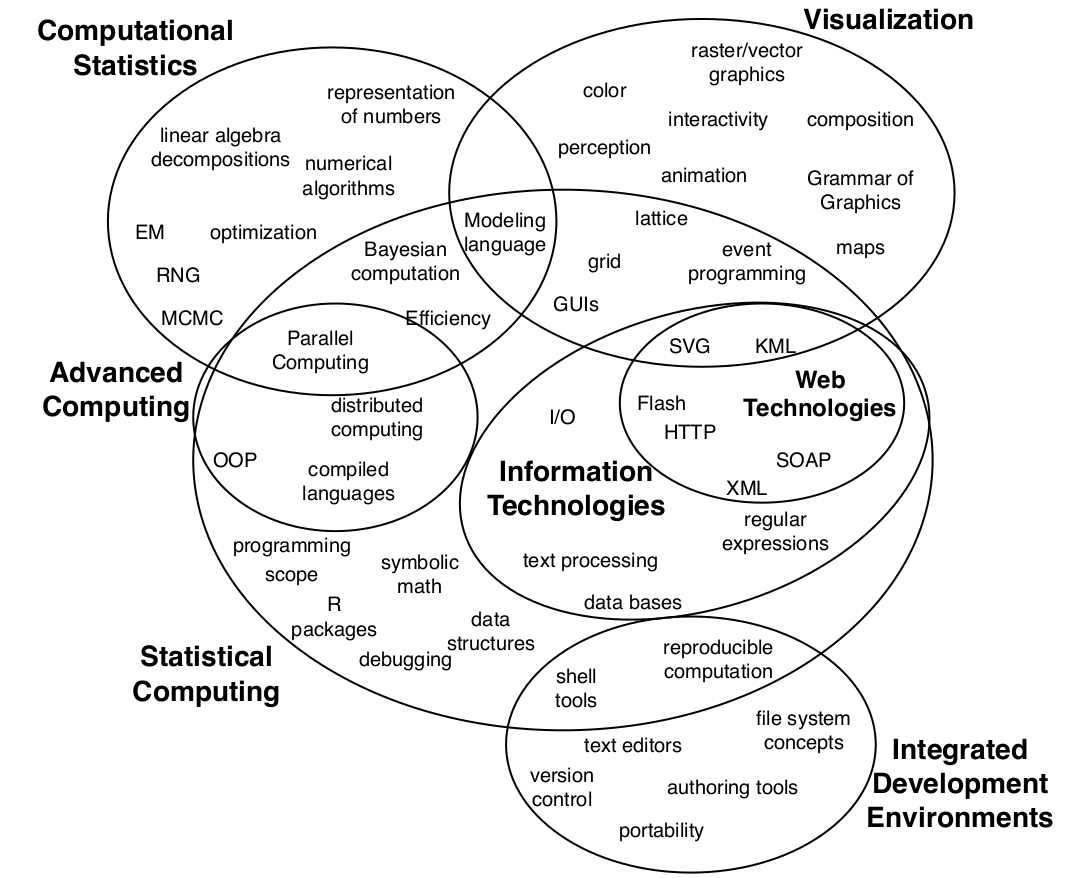 Computational
Statistics
Visualization
raster/vector
graphics
color
representation
of numbers
interactivity
composition
linear algebra
decompositions
perception
numerical
algorithms
animation
Grammar of
Graphics
EM
optimization
Modeling
language
lattice
Bayesian
computation
event
programming
maps
grid
RNG
GUIs
MCMC
Efficiency
Parallel
Computing
SVG
KML
Advanced
Computing
Web
Technologies
Flash
distributed
computing
I/O
HTTP
OOP
compiled
languages
Information
Technologies
SOAP
XML
regular
expressions
programming
scope
symbolic
math
text processing
R
packages
data bases
data
structures
debugging
Statistical
Computing
reproducible
computation
shell
tools
file system
concepts
text editors
Integrated
Development
Environments
version
control
authoring tools
portability